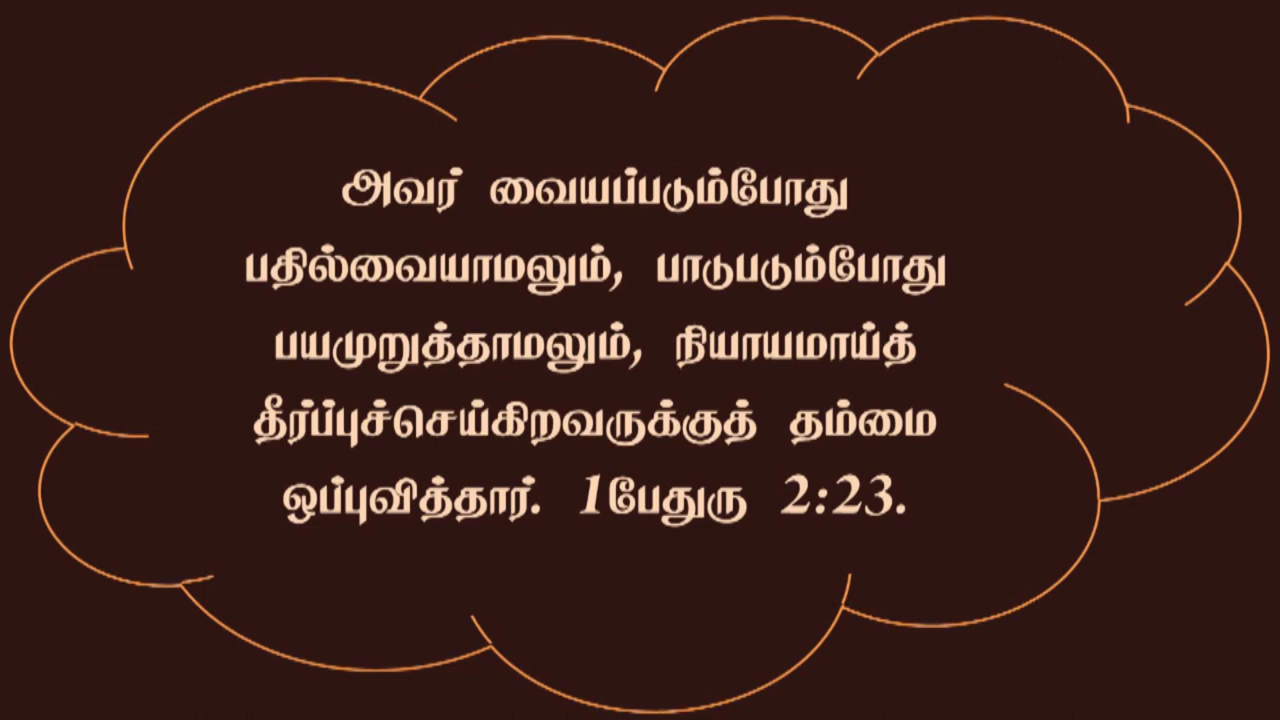 அவர் வையப்படும்போது
பதில்வையாமலும், பாடுபடும்போது
பயமுறுத்தாமலும், நியாயமாய்த்
தீர்ப்புச்செய்கிறவருக்குத் தம்மை
ஒப்புவித்தார். 1பேதுரு 2:23.